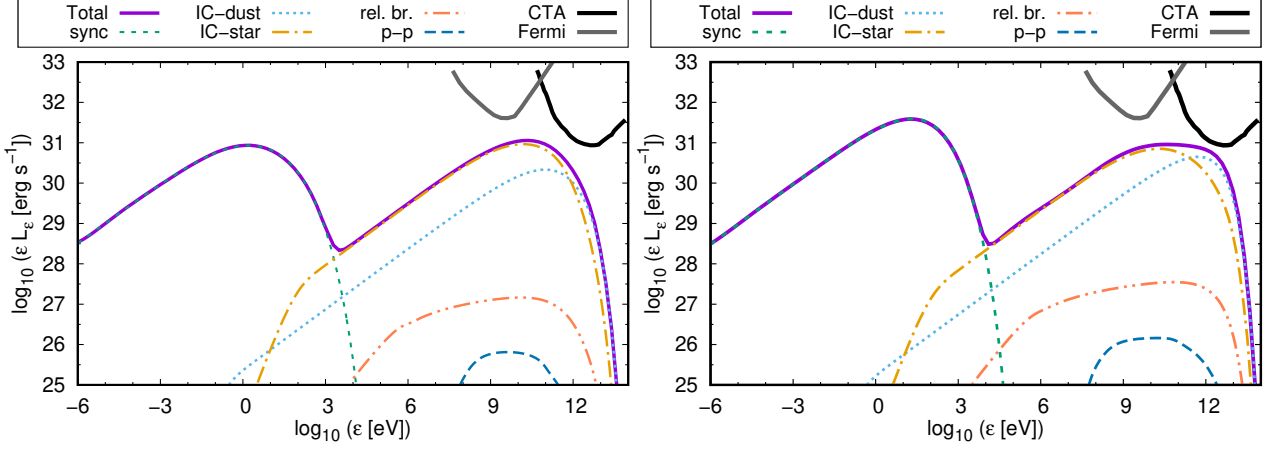 Total IC-dust rel. br. CTA
sync IC-star p-p Fermi
33
32
31
30
29
28
27
26
25
log10 (ε Lε [erg s−1])
−6 −3 0 3 6 9 12
log10 (ε [eV])
Total IC-dust rel. br. CTA
sync IC-star p-p Fermi
33
32
31
30
29
28
27
26
25
log10 (ε Lε [erg s−1])
−6 −3 0 3 6 9 12
log10 (ε [eV])